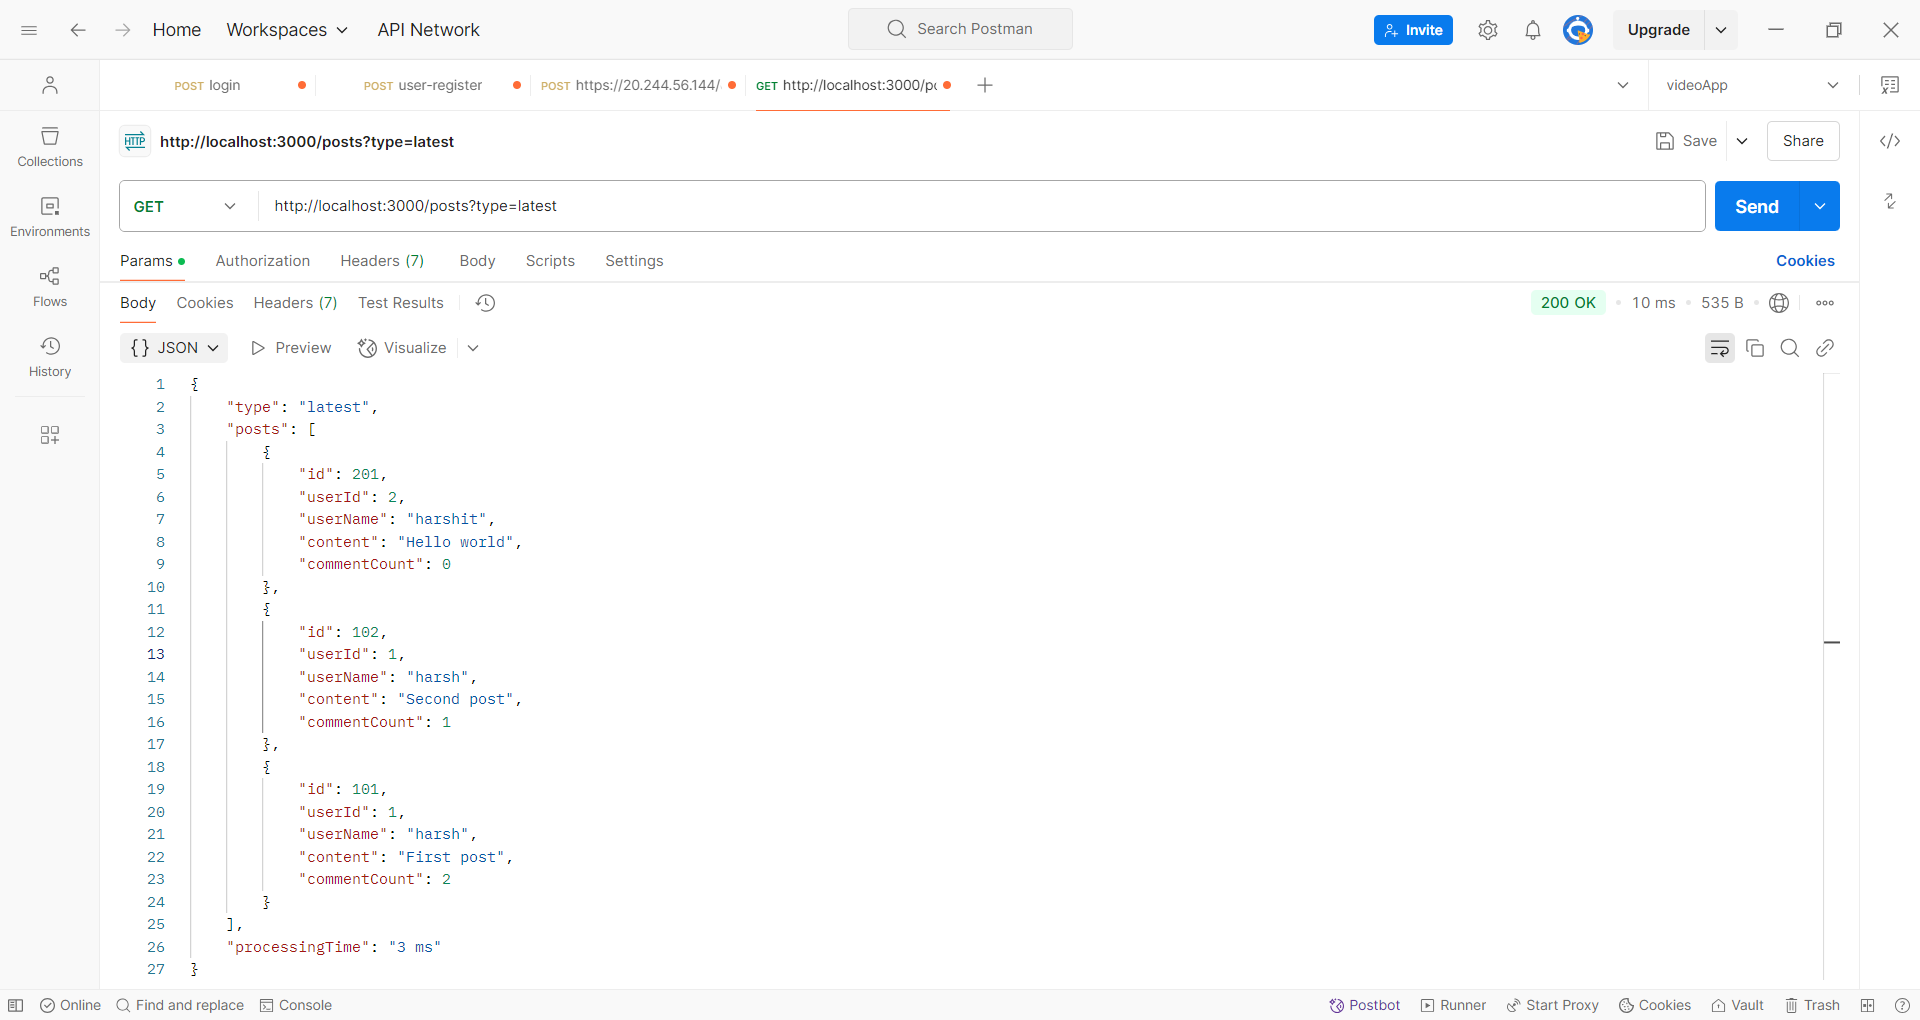 Home Workspaces API Network Search Postman Invite Upgrade
POST login POST user-register POST https://20.244.56.144/ GET http://localhost:3000/po videoApp
HTTP http://localhost:3000/posts?type=latest Save Share
GET http://localhost:3000/posts?type=latest Send
Params Authorization Headers (7) Body Scripts Settings Cookies
Body Cookies Headers (7) Test Results 200 OK 10 ms 535 B
{ } JSON Preview Visualize
Collections
Environments
Flows
History
1 {
2 "type": "latest",
3 "posts": [
4 {
5 "id": 201,
6 "userId": 2,
7 "userName": "harshit",
8 "content": "Hello world",
9 "commentCount": 0
10 },
11 {
12 "id": 102,
13 "userId": 1,
14 "userName": "harsh",
15 "content": "Second post",
16 "commentCount": 1
17 },
18 {
19 "id": 101,
20 "userId": 1,
21 "userName": "harsh",
22 "content": "First post",
23 "commentCount": 2
24 }
25 ],
26 "processingTime": "3 ms"
27 }
Online Find and replace Console Postbot Runner Start Proxy Cookies Vault Trash